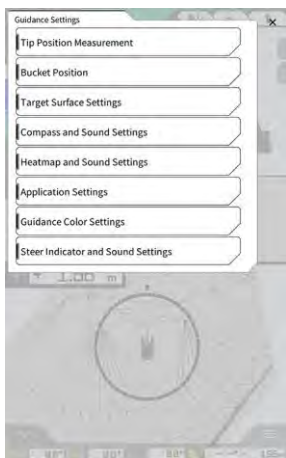 Guidance Settings
Tip Position Measurement
Bucket Position
Target Surface Settings
Compass and Sound Settings
Heatmap and Sound Settings
Application Settings
Guidance Color Settings
Steer Indicator and Sound Settings
1.00 m